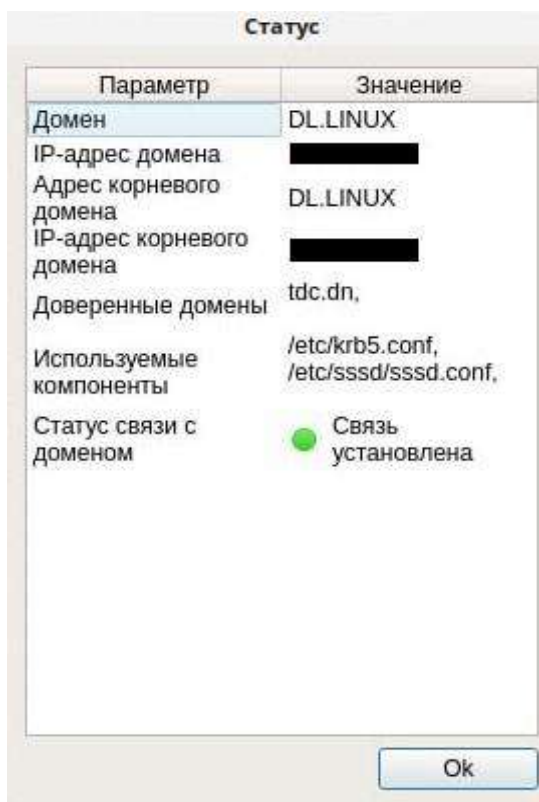 Статус
Параметр Значение
Домен DL.LINUX
IP-адрес домена
Адрес корневого
домена DL.LINUX
IP-адрес корневого
домена
Доверенные домены tdc.dn,
Используемые
компоненты
/etc/krb5.conf,
/etc/sssd/sssd.conf,
Статус связи с
доменом
Связь
установлена
Ok